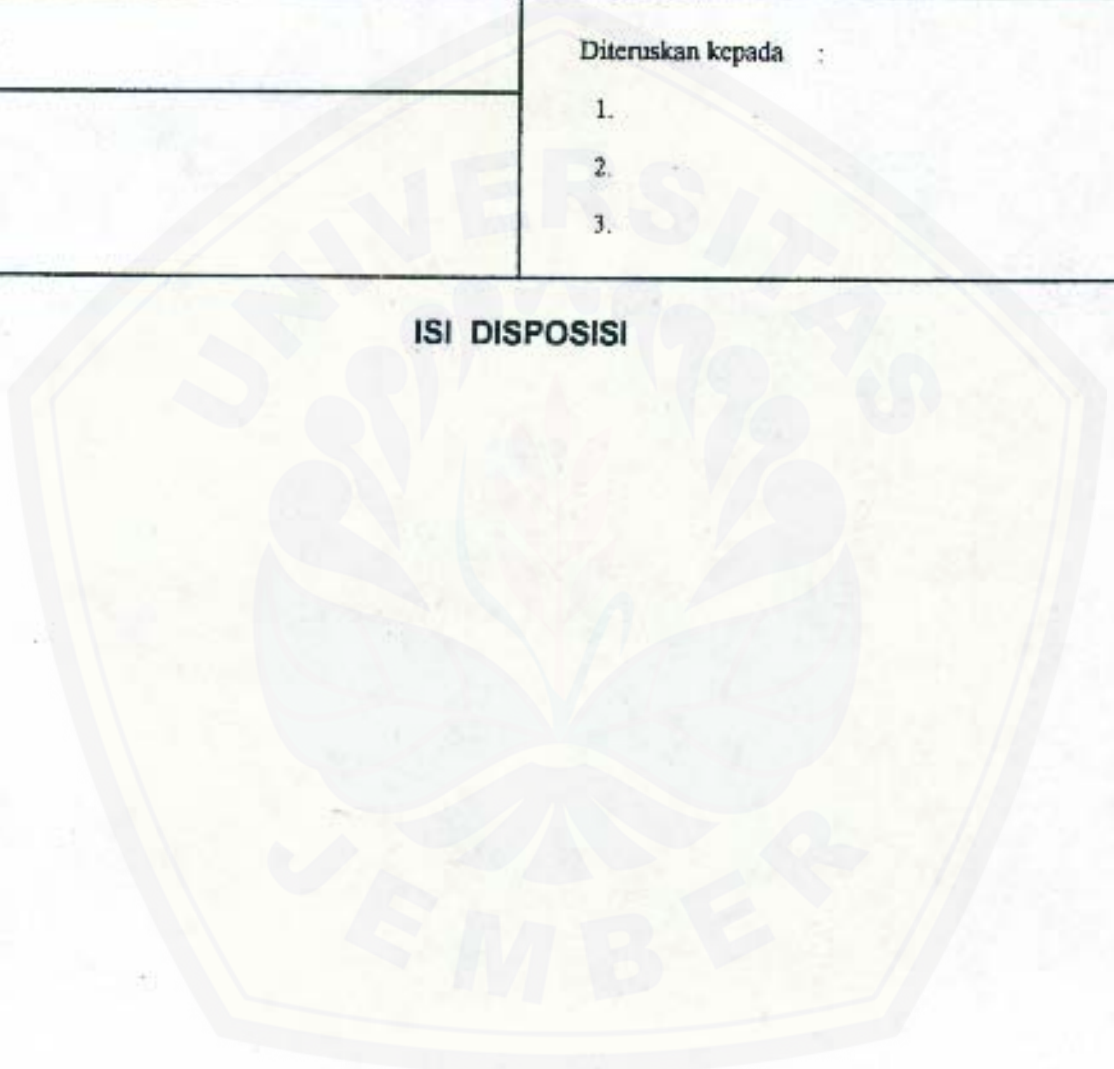 Diteruskan kepada :
1.
2.
3.
ISI DISPOSISI
UNIVERSITAS
JEMBER